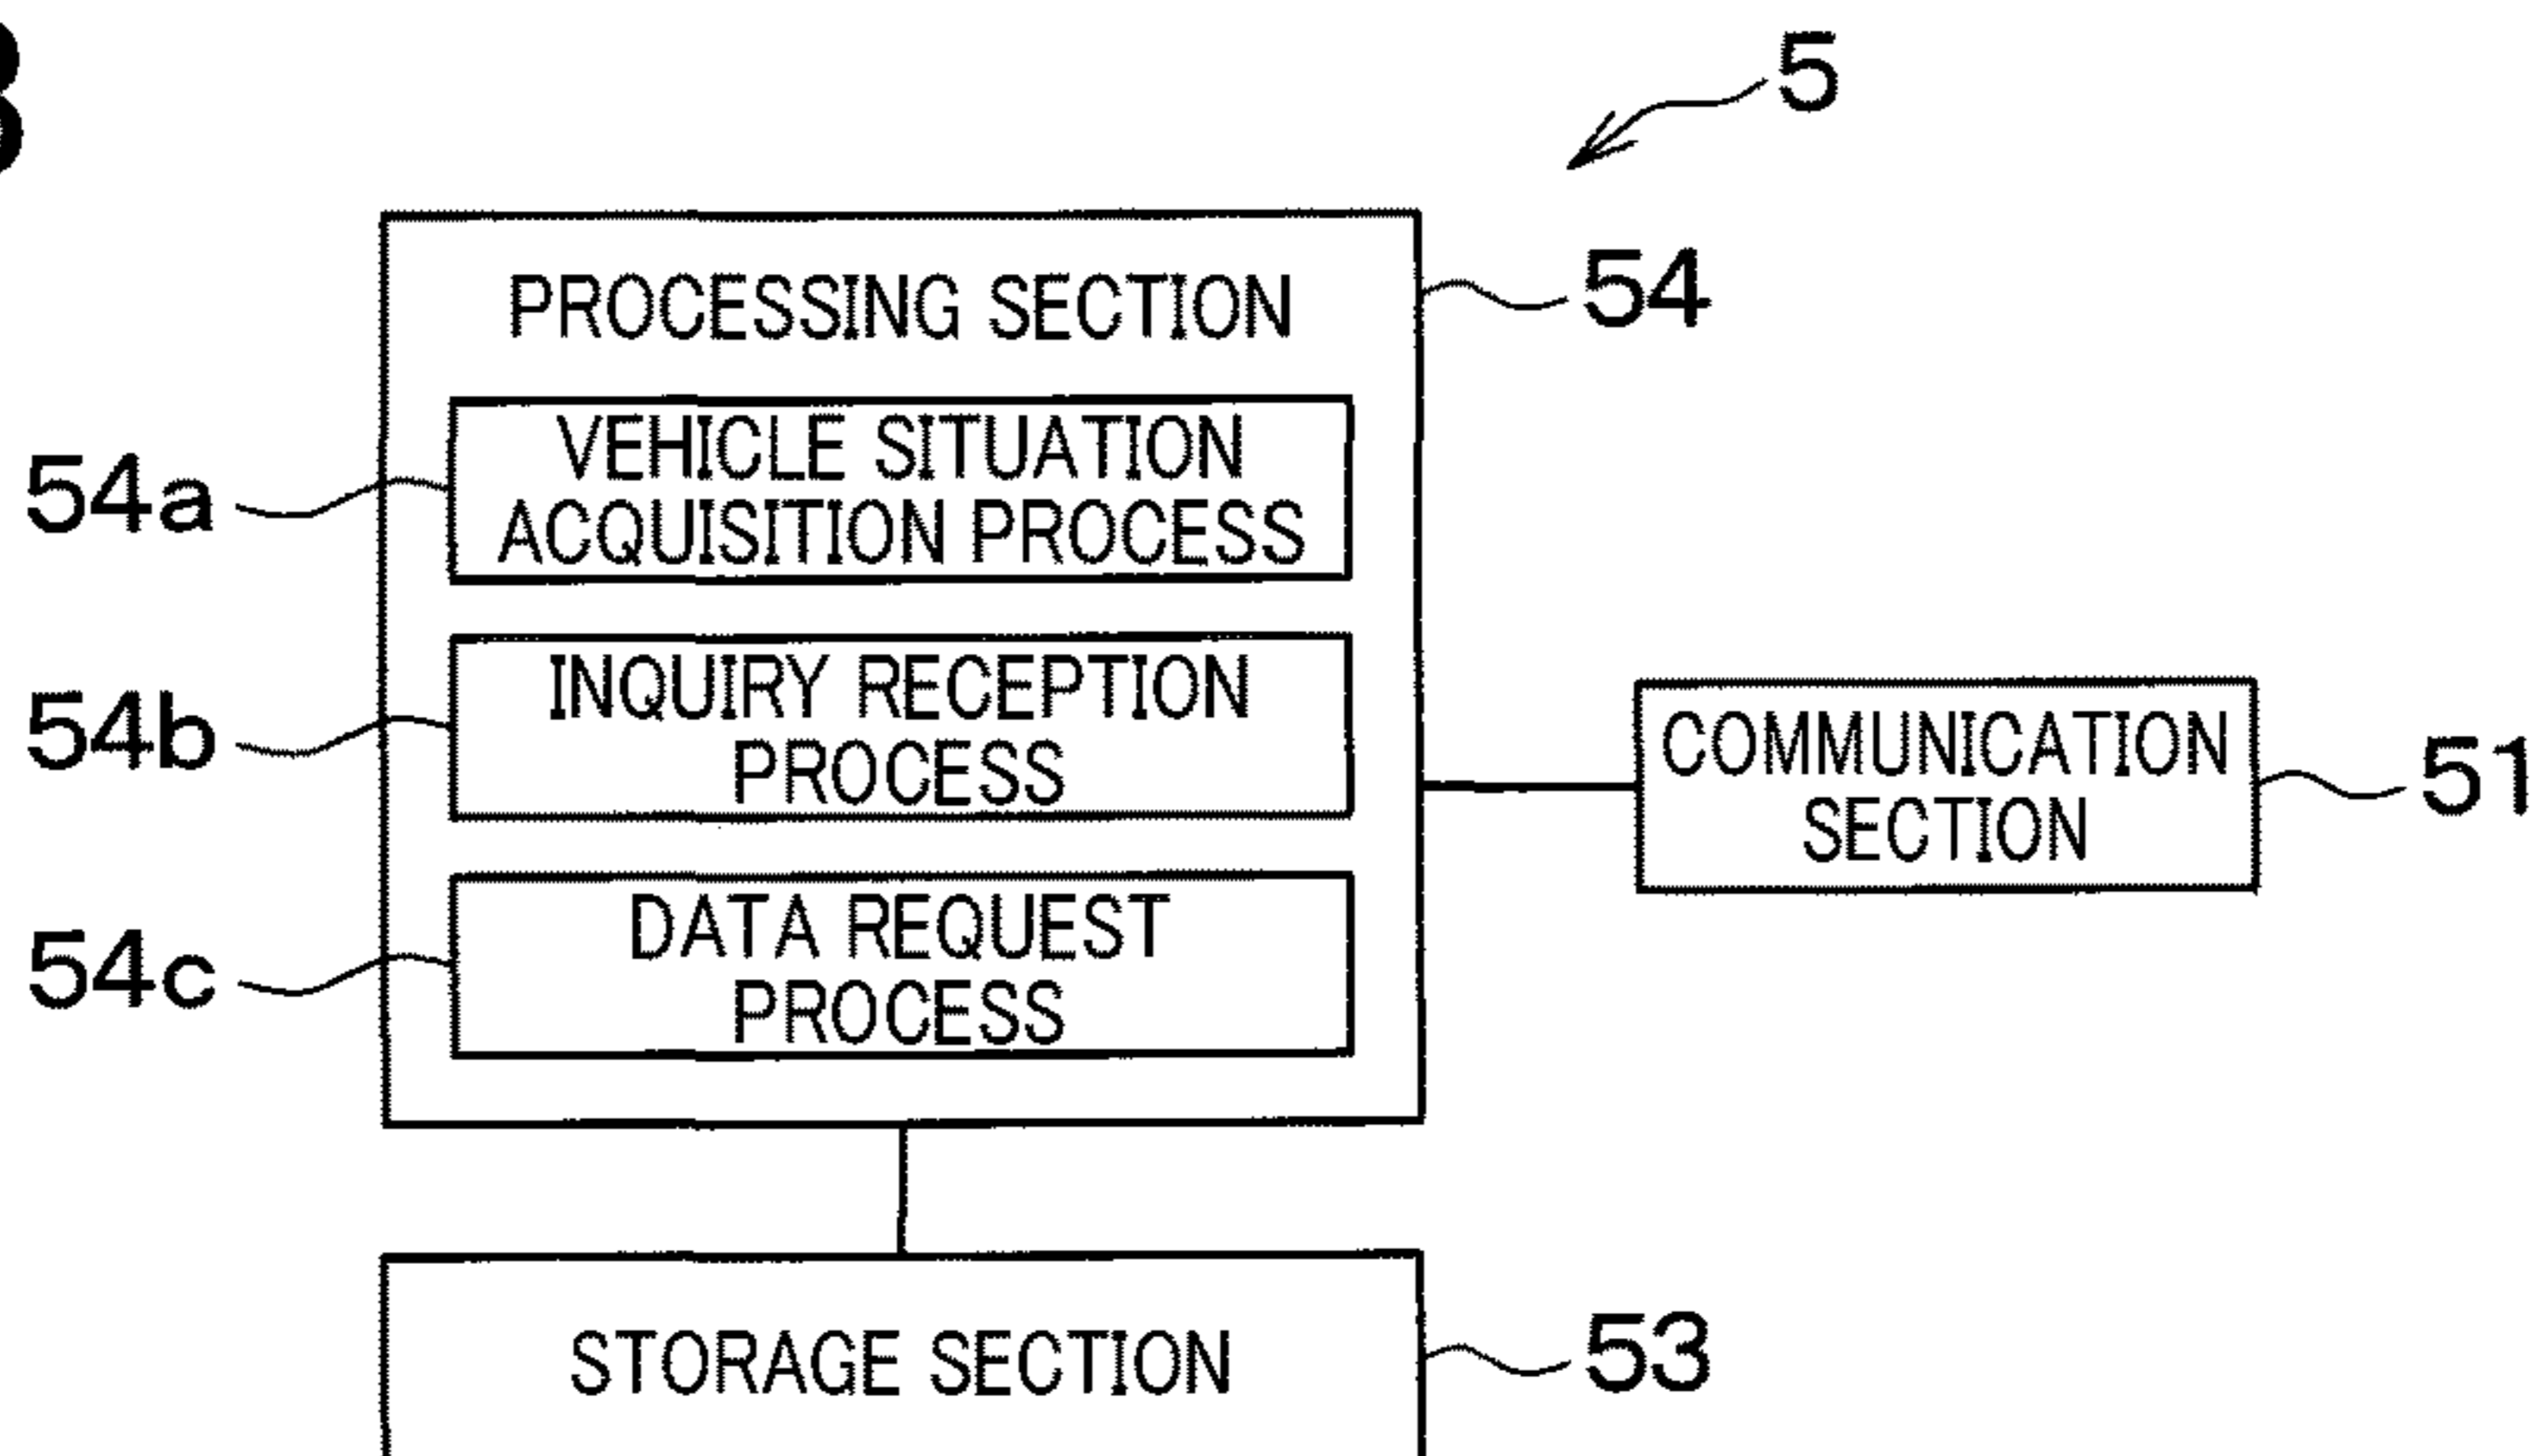 5
PROCESSING SECTION
54
VEHICLE SITUATION
ACQUISITION PROCESS
54a
INQUIRY RECEPTION
PROCESS
54b
COMMUNICATION
SECTION
51
DATA REQUEST
PROCESS
54c
STORAGE SECTION
53